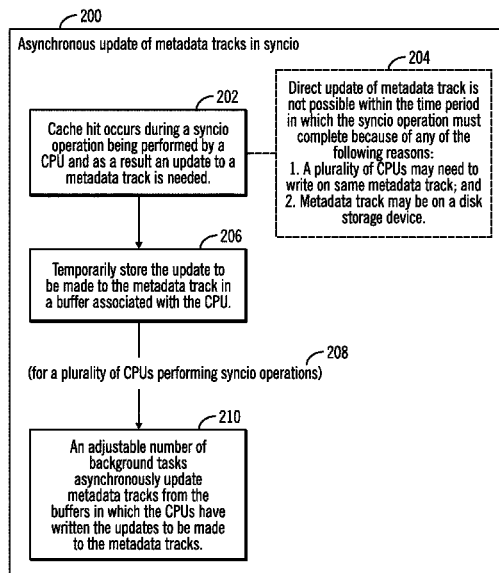 200
Asynchronous update of metadata tracks in syncio
202
Cache hit occurs during a syncio
operation being performed by a
CPU and as a result an update to a
metadata track is needed.
204
Direct update of metadata track is
not possible within the time period
in which the syncio operation must
complete because of any of the
following reasons:
1. A plurality of CPUs may need to
write on same metadata track; and
2. Metadata track may be on a disk
storage device.
206
Temporarily store the update to
be made to the metadata track in
a buffer associated with the CPU.
208
(for a plurality of CPUs performing syncio operations)
210
An adjustable number of
background tasks
asynchronously update
metadata tracks from the
buffers in which the CPUs have
written the updates to be made
to the metadata tracks.